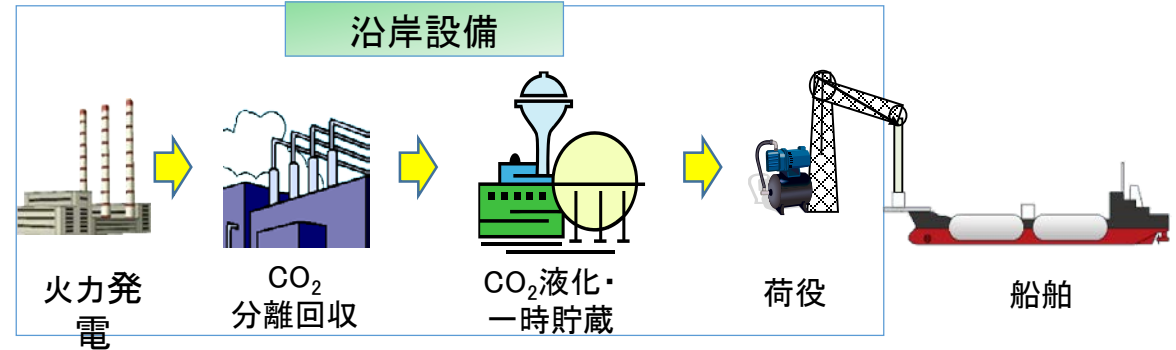 沿岸設備
火力発
電
CO₂
分離回収
CO₂液化・
一時貯蔵
荷役
船舶